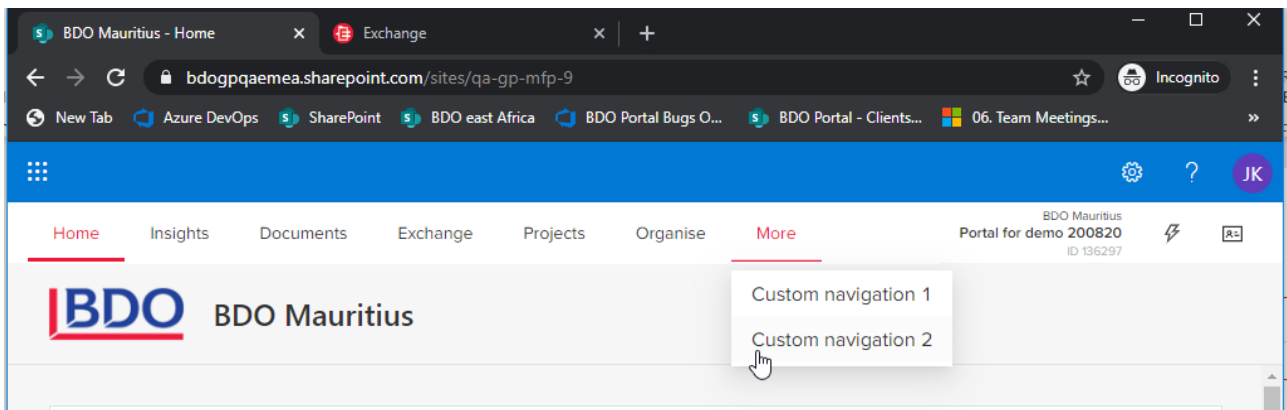 BDO Mauritius - Home
Exchange
bdogpqaemea.sharepoint.com/sites/qa-gp-mfp-9
Incognito
New Tab
Azure DevOps
SharePoint
BDO east Africa
BDO Portal Bugs O...
BDO Portal - Clients...
06. Team Meetings...
»
?
JK
Home
Insights
Documents
Exchange
Projects
Organise
More
BDO Mauritius
Portal for demo 200820
ID 136297
BDO
BDO Mauritius
Custom navigation 1
Custom navigation 2